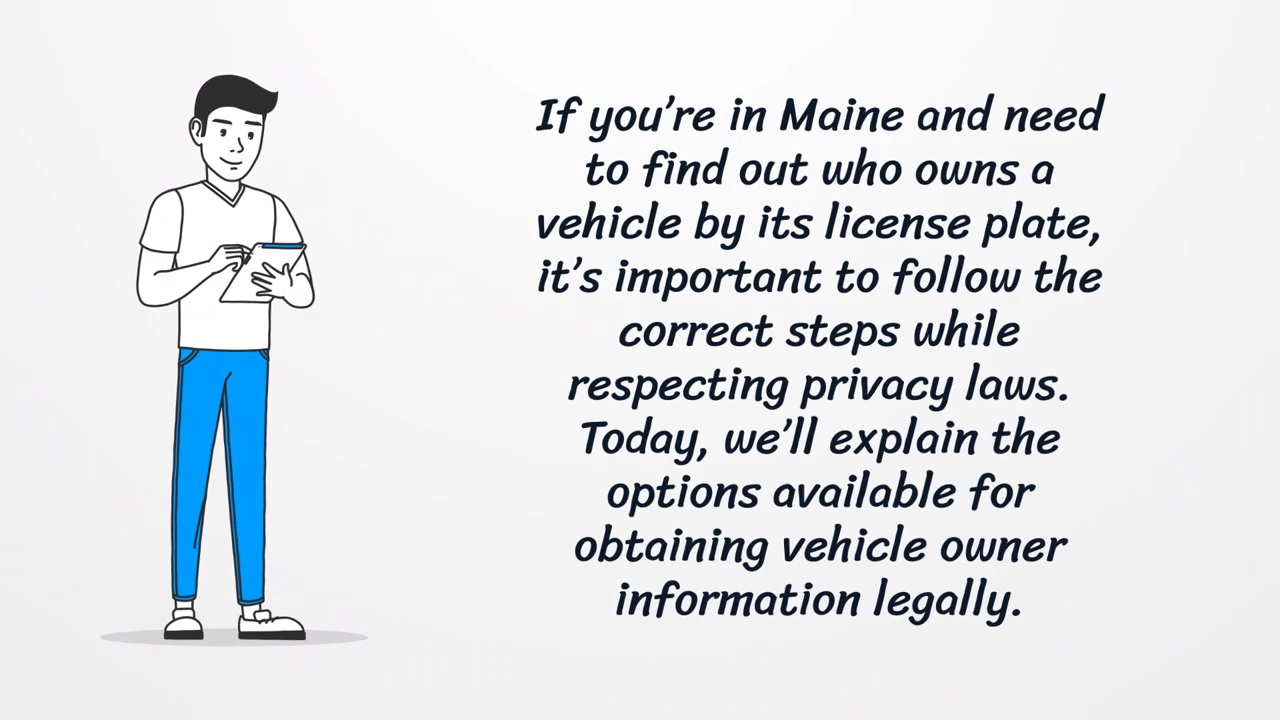 If you’re in Maine and need
to find out who owns a
vehicle by its license plate,
it’s important to follow the
correct steps while
respecting privacy laws.
Today, we’ll explain the
options available for
obtaining vehicle owner
information legally.